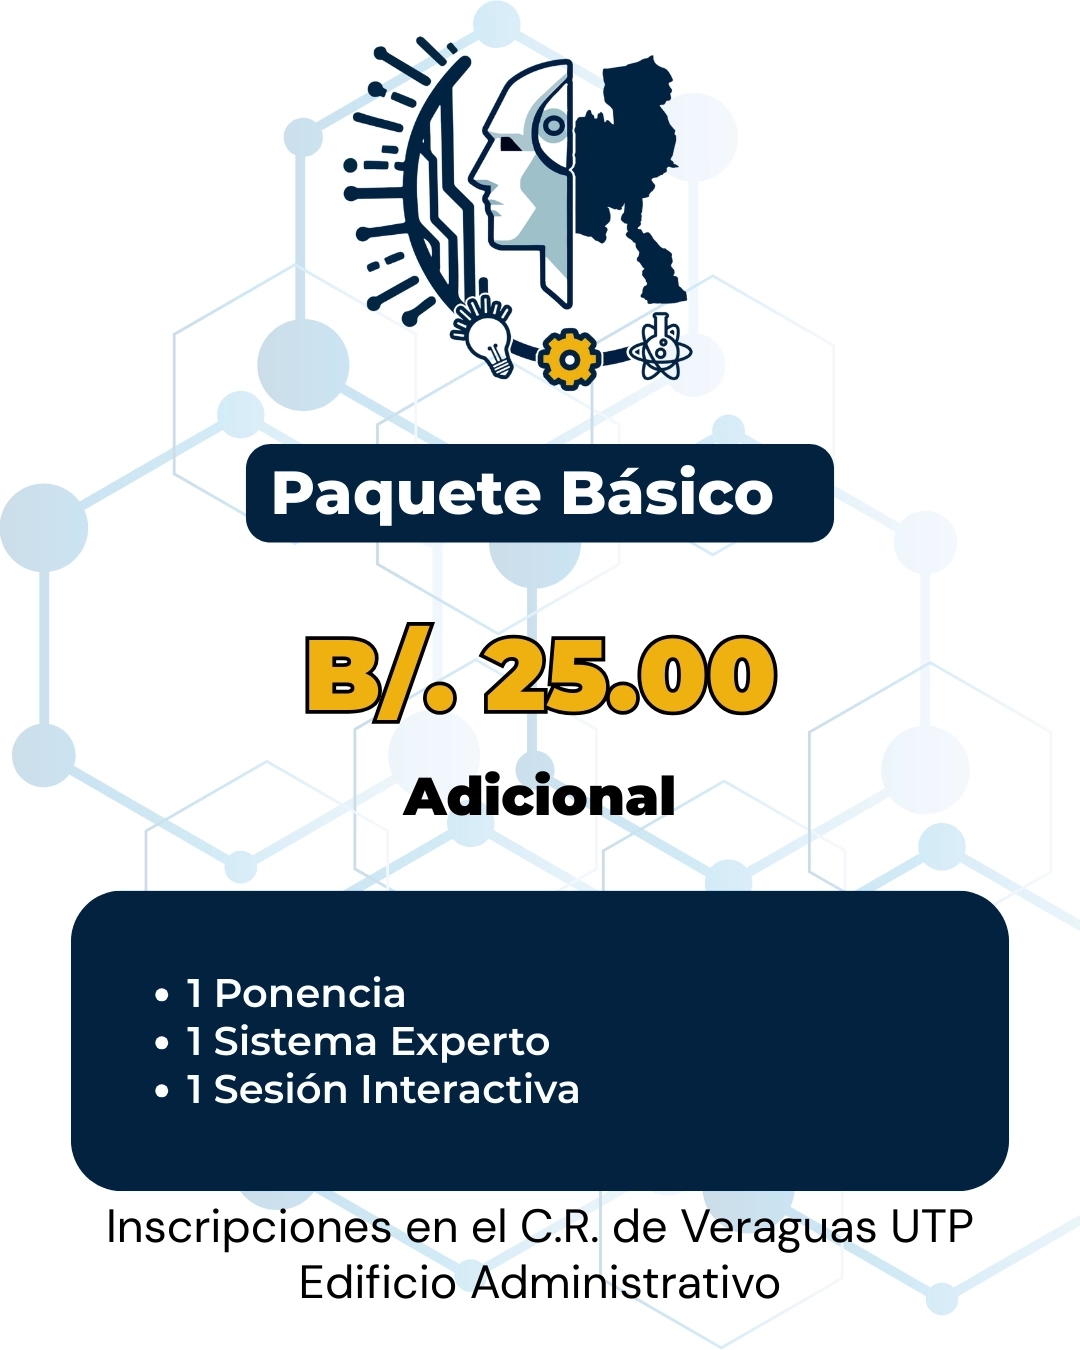 Paquete Básico
B/. 25.00
Adicional
• 1 Ponencia
• 1 Sistema Experto
• 1 Sesión Interactiva
Inscripciones en el C.R. de Veraguas UTP
Edificio Administrativo